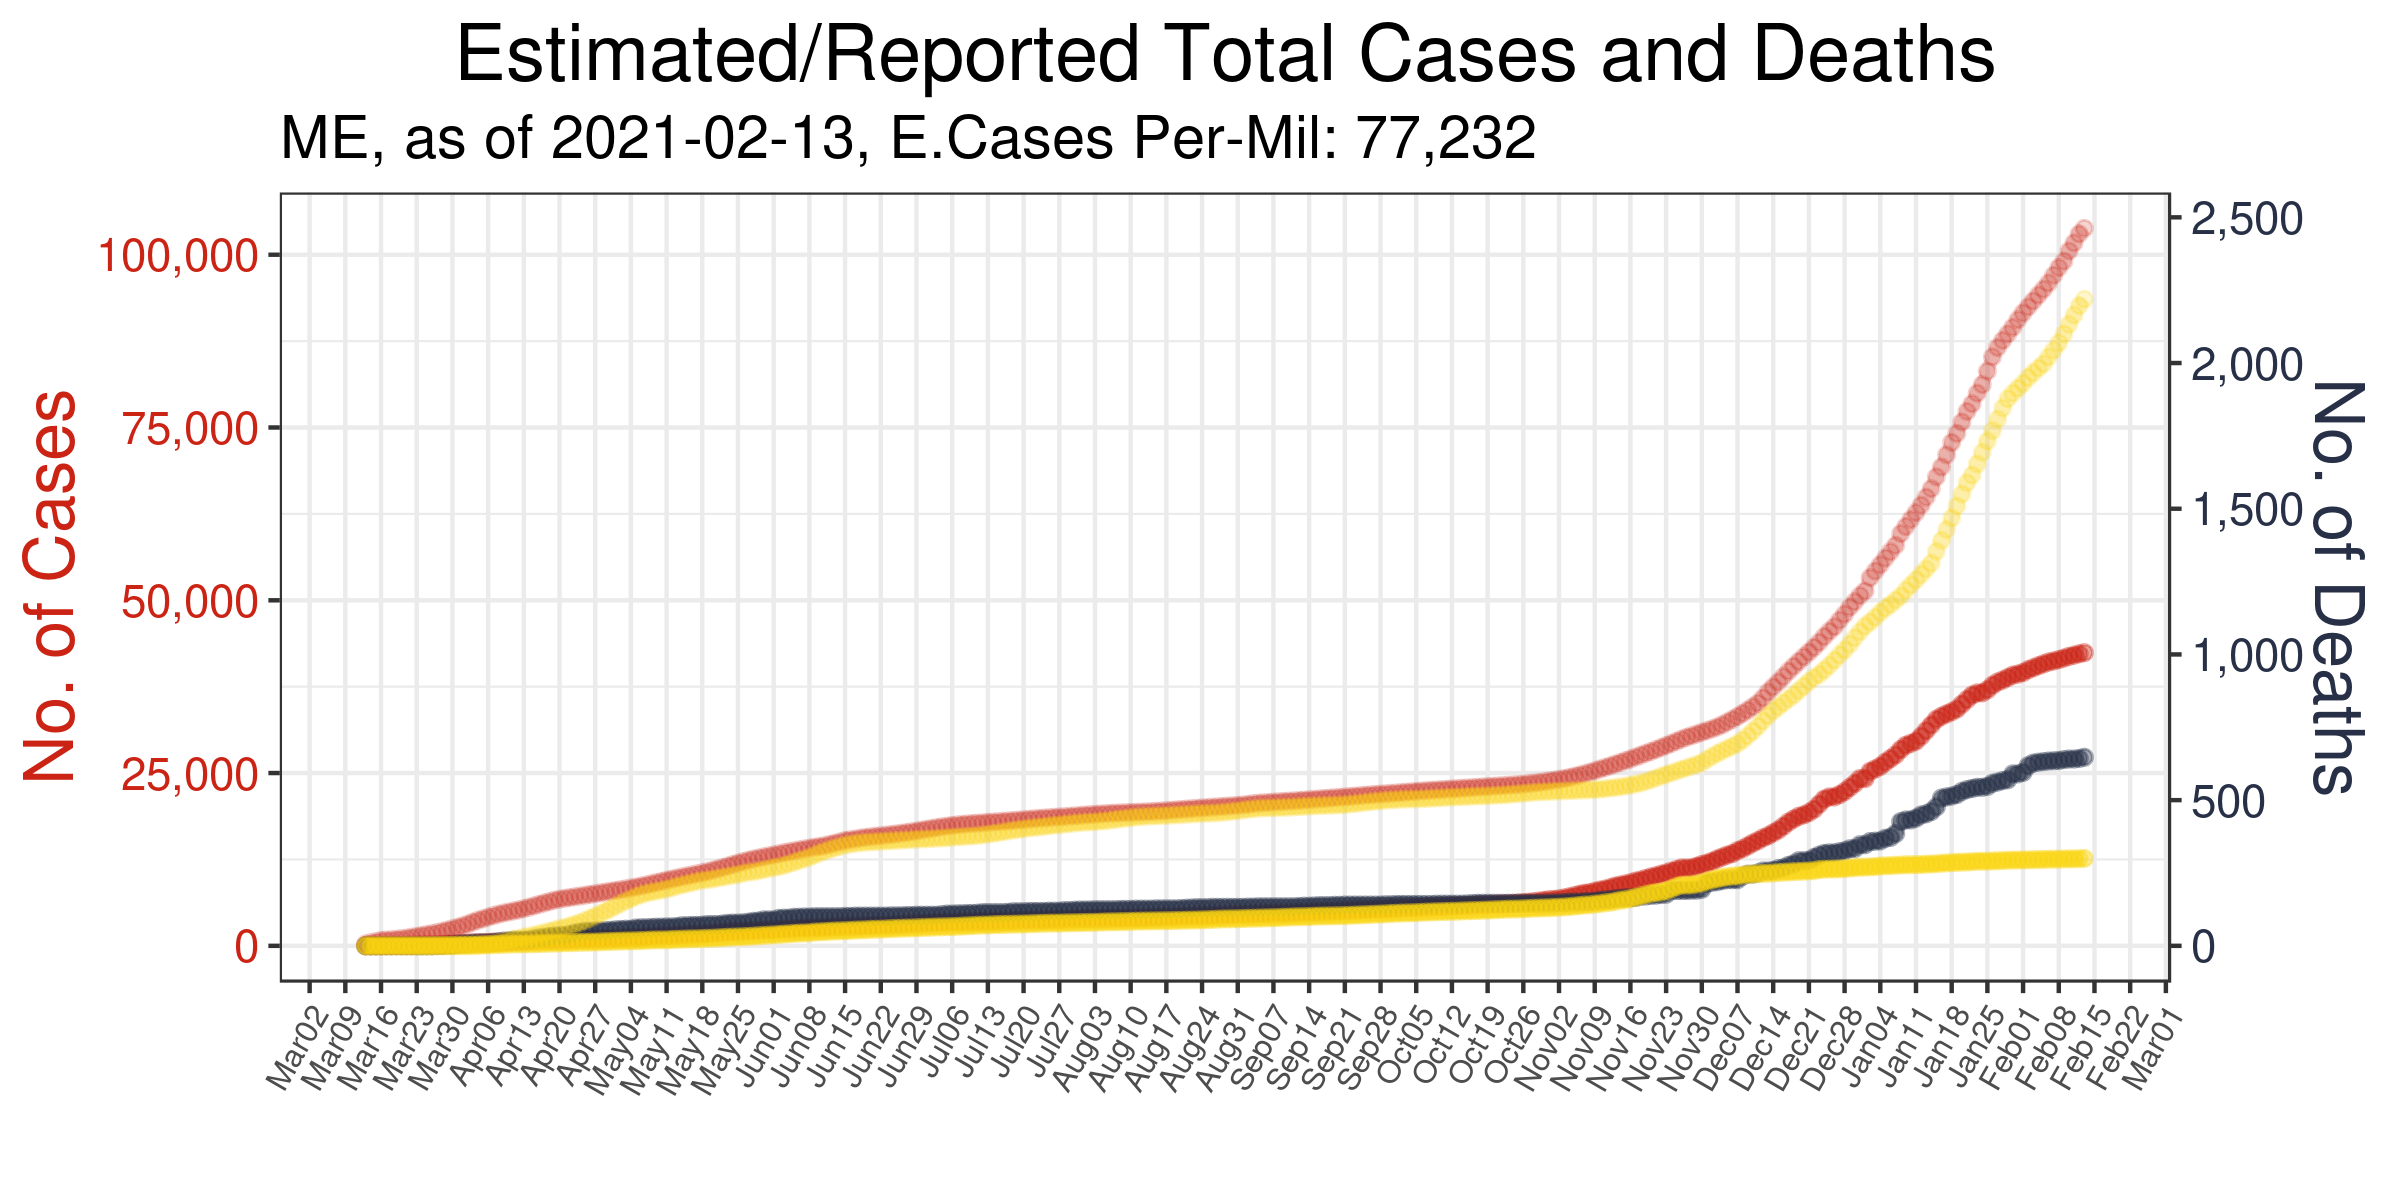 Estimated/Reported Total Cases and Deaths
ME, as of 2021-02-13, E.Cases Per-Mil: 77,232
No. of Cases
100,000
75,000
50,000
25,000
0
2,500
2,000
1,500
1,000
500
0
No. of Deaths
Mar02
Mar09
Mar16
Mar23
Mar30
Apr06
Apr13
Apr20
Apr27
May04
May11
May18
May25
Jun01
Jun08
Jun15
Jun22
Jun29
Jul06
Jul13
Jul20
Jul27
Aug03
Aug10
Aug17
Aug24
Aug31
Sep07
Sep14
Sep21
Sep28
Oct05
Oct12
Oct19
Oct26
Nov02
Nov09
Nov16
Nov23
Nov30
Dec07
Dec14
Dec21
Dec28
Jan04
Jan11
Jan18
Jan25
Feb01
Feb08
Feb15
Feb22
Mar01